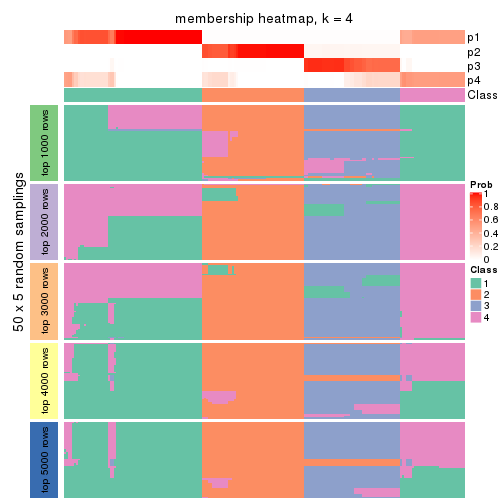 membership heatmap, k = 4
p1
p2
p3
p4
Class
50 x 5 random samplings
top 1000 rows
top 2000 rows
top 3000 rows
top 4000 rows
top 5000 rows
Prob
1
0.8
0.6
0.4
0.2
0
Class
1
2
3
4